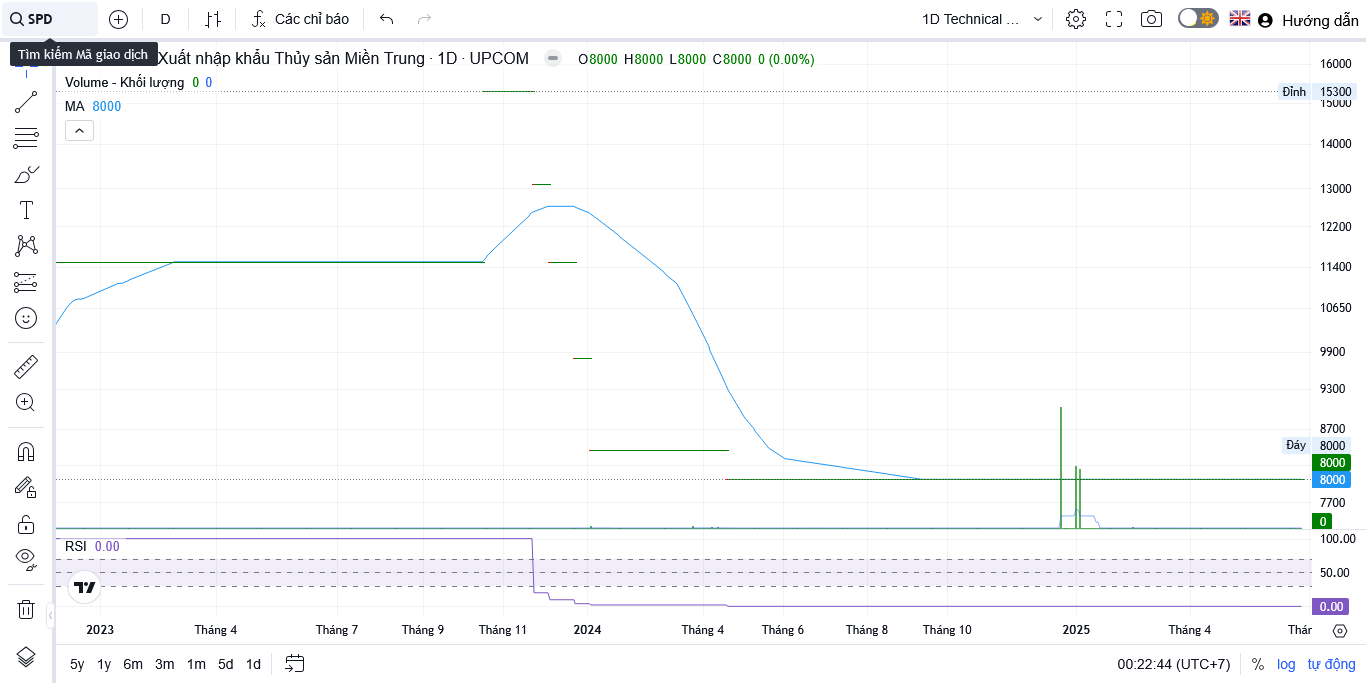 SPD
D
Các chỉ báo
1D Technical ...
Hướng dẫn
Tìm kiếm Mã giao dịch
Xuất nhập khẩu Thủy sản Miền Trung · 1D · UPCOM
O8000 H8000 L8000 C8000 0 (0.00%)
Volume - Khối lượng 0 0
MA 8000
16000
Đỉnh 15300
15000
14000
13000
12200
11400
10650
9900
9300
8700
Đáy 8000
8000
8000
7700
0
RSI 0.00
100.00
50.00
0.00
2023 Tháng 4 Tháng 7 Tháng 9 Tháng 11 2024 Tháng 4 Tháng 6 Tháng 8 Tháng 10 2025 Tháng 4 Thár
5y 1y 6m 3m 1m 5d 1d
00:22:44 (UTC+7) % log tự động